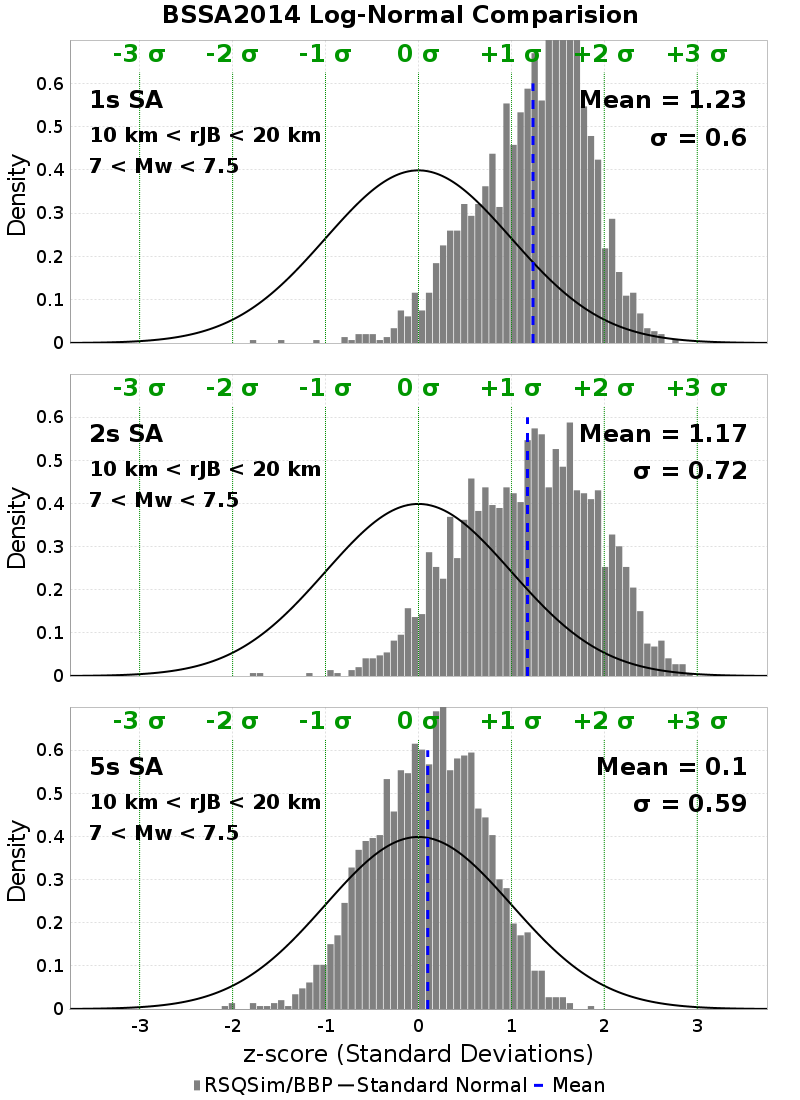 BSSA2014 Log-Normal Comparision
-3 σ -2 σ -1 σ 0 σ +1 σ +2 σ +3 σ
1s SA
Mean = 1.23
10 km < rJB < 20 km
σ = 0.6
7 < Mw < 7.5
Density
0.6
0.5
0.4
0.3
0.2
0.1
0
-3 σ -2 σ -1 σ 0 σ +1 σ +2 σ +3 σ
2s SA
Mean = 1.17
10 km < rJB < 20 km
σ = 0.72
7 < Mw < 7.5
Density
0.6
0.5
0.4
0.3
0.2
0.1
0
-3 σ -2 σ -1 σ 0 σ +1 σ +2 σ +3 σ
5s SA
Mean = 0.1
10 km < rJB < 20 km
σ = 0.59
7 < Mw < 7.5
Density
0.6
0.5
0.4
0.3
0.2
0.1
0
-3 -2 -1 0 1 2 3
z-score (Standard Deviations)
RSQSim/BBP Standard Normal Mean